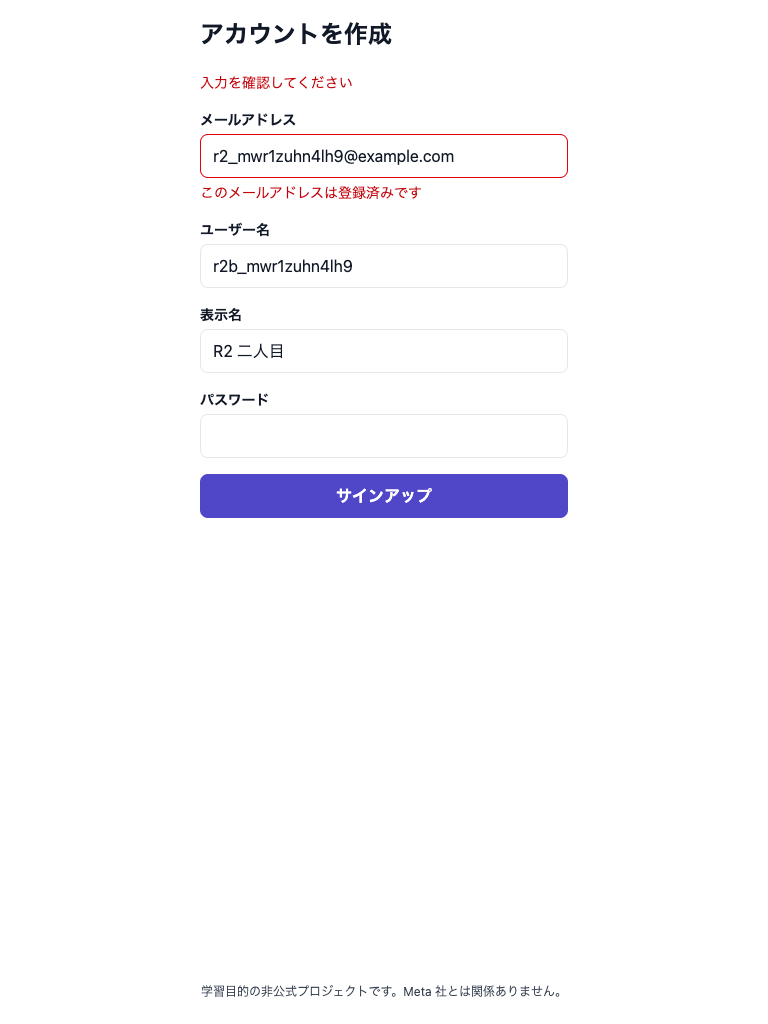 アカウントを作成
入力を確認してください
メールアドレス
r2_mwr1zuhn4lh9@example.com
このメールアドレスは登録済みです
ユーザー名
r2b_mwr1zuhn4lh9
表示名
R2 二人目
パスワード
サインアップ
学習目的の非公式プロジェクトです。Meta 社とは関係ありません。